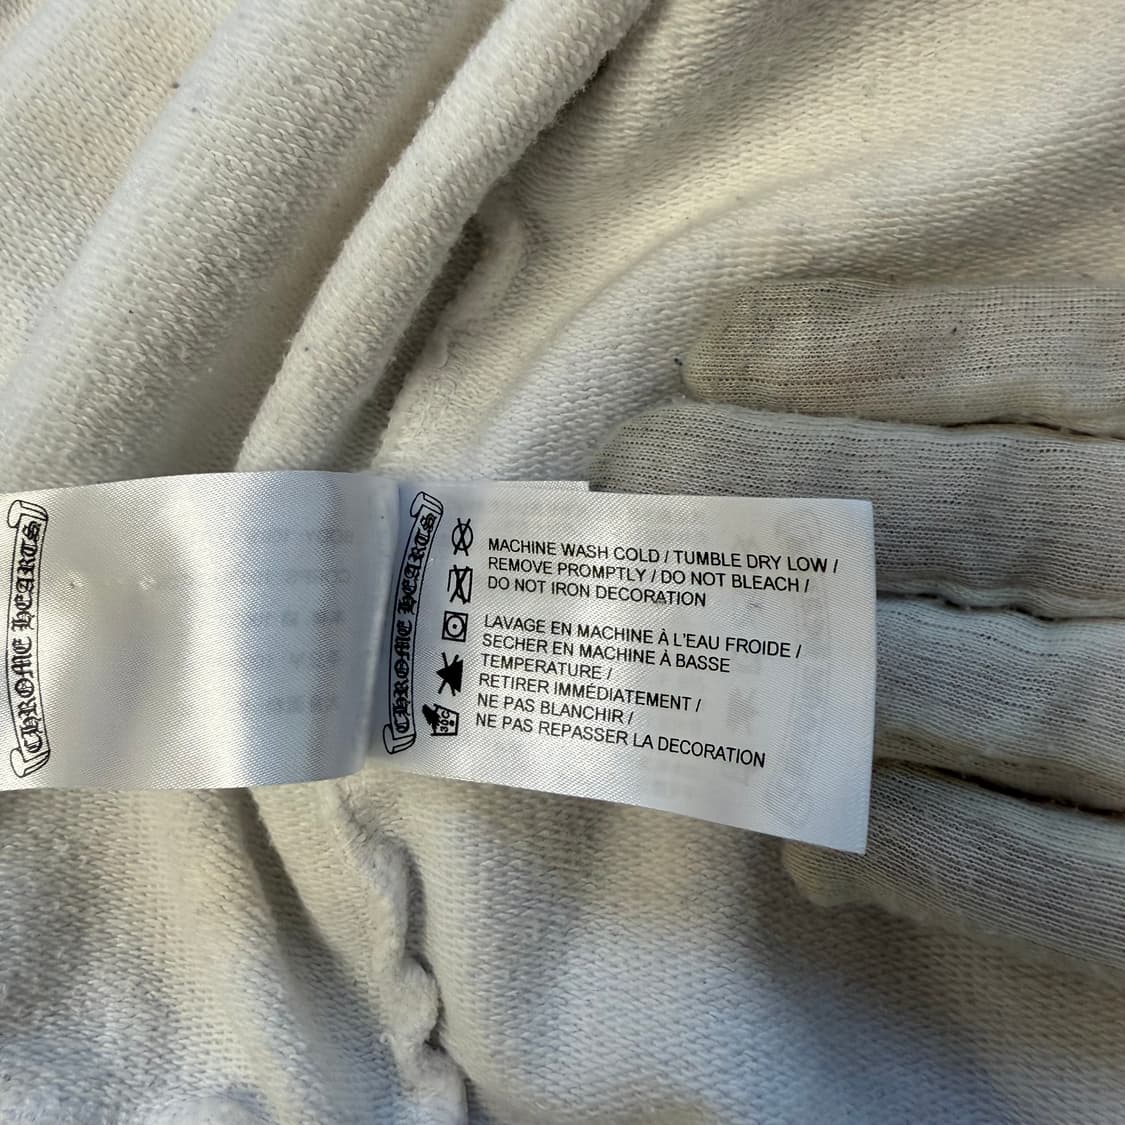 CHROME HEARTS
CHROME HEARTS
MACHINE WASH COLD / TUMBLE DRY LOW /
REMOVE PROMPTLY / DO NOT BLEACH /
DO NOT IRON DECORATION
LAVAGE EN MACHINE À L'EAU FROIDE /
SECHER EN MACHINE À BASSE
TEMPERATURE /
RETIRER IMMÉDIATEMENT /
NE PAS BLANCHIR /
NE PAS REPASSER LA DECORATION
30C